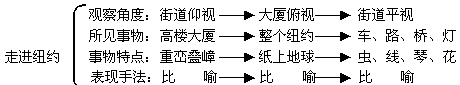 观察角度：街道仰视 → 大厦俯视 → 街道平视
所见事物：高楼大厦 → 整个纽约 → 车、路、桥、灯
走进纽约
事物特点：重峦叠嶂 → 纸上地球 → 虫、线、琴、花
表现手法：比　喻 → 比　喻 → 比　喻